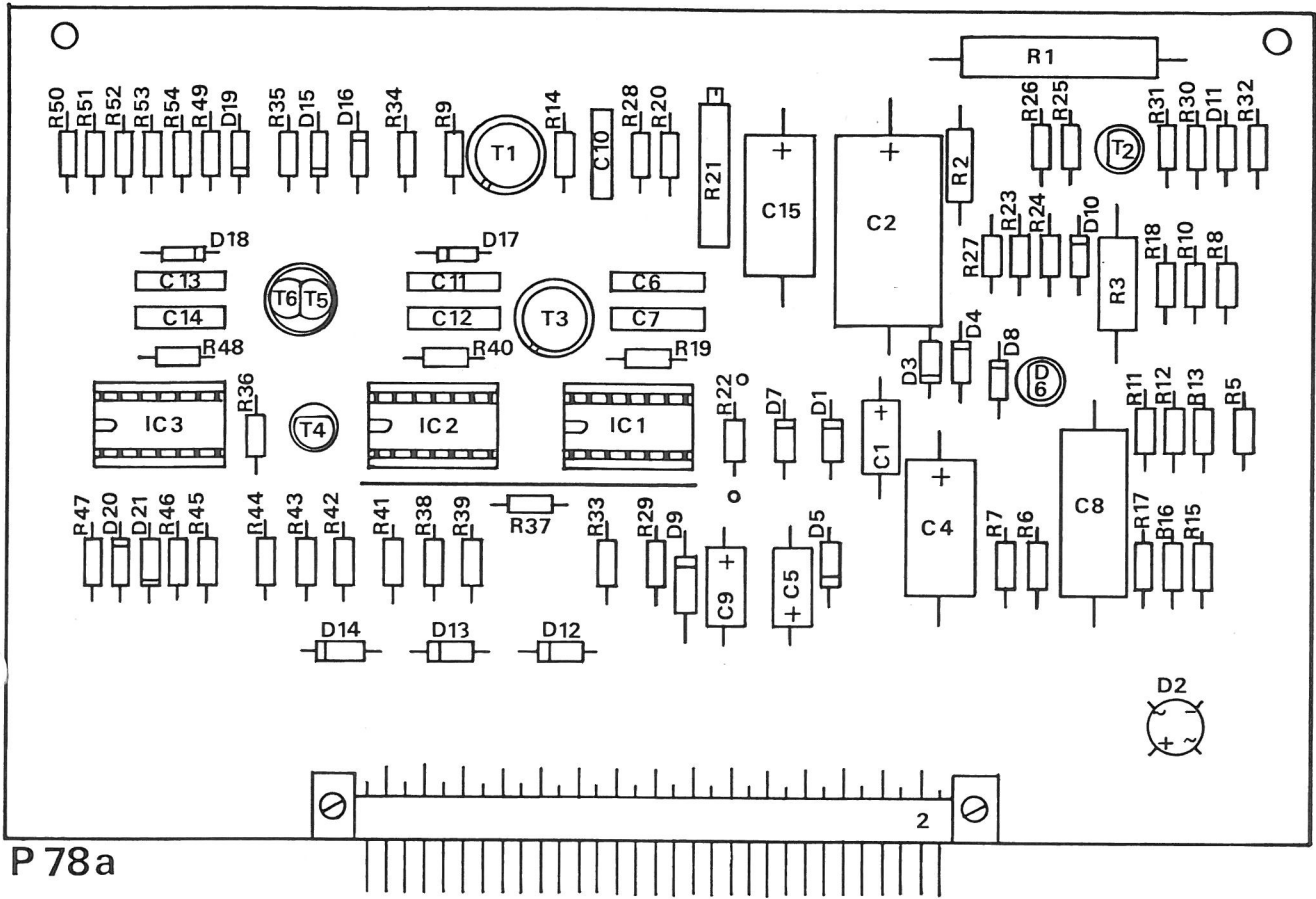 R1
R50 R51 R52 R53 R54 R49 D19 R35 D15 D16 R34 R9 R14 R28 R20 R26 R25 R31 R30 D11 R32
T1 C10 R21 + + R2 T2
C15 C2
R27 R23 R24 D10 R3 R18 R10 R8
D18 D17
C13 T6 T5 C11 C6
C14 C12 T3 C7
R48 R40 R19 D3 D4 D8 D6
IC3 R36 T4 IC2 IC1 R22 D7 D1 + C1 R11 R12 R13 R5
+ C4 C8
R37
R47 D20 D21 R46 R45 R44 R43 R42 R41 R38 R39 R33 R29 D9 + C9 C5 + D5 R7 R6 R17 B16 R15
D14 D13 D12
D2
~ -
+ ~
2
P 78a